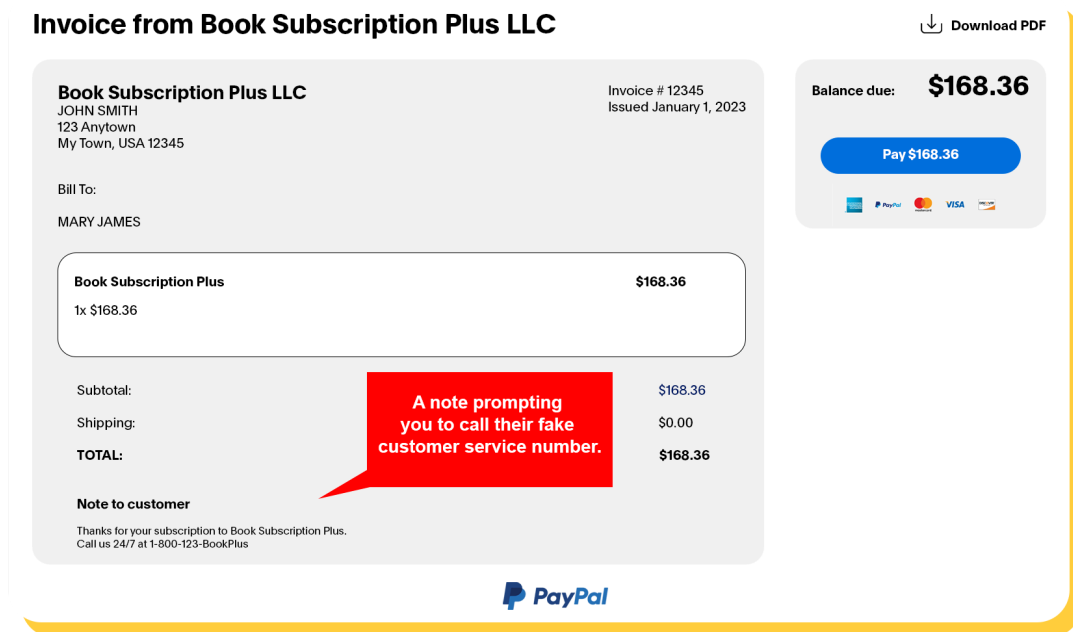 Invoice from Book Subscription Plus LLC
Download PDF
Book Subscription Plus LLC
JOHN SMITH
123 Anytown
My Town, USA 12345
Invoice # 12345
Issued January 1, 2023
Balance due:
$168.36
Pay $168.36
PayPal
VISA
Bill To:
MARY JAMES
Book Subscription Plus
$168.36
1x $168.36
Subtotal:
$168.36
Shipping:
$0.00
TOTAL:
$168.36
A note prompting
you to call their fake
customer service number.
Note to customer
Thanks for your subscription to Book Subscription Plus.
Call us 24/7 at 1-800-123-BookPlus
PayPal